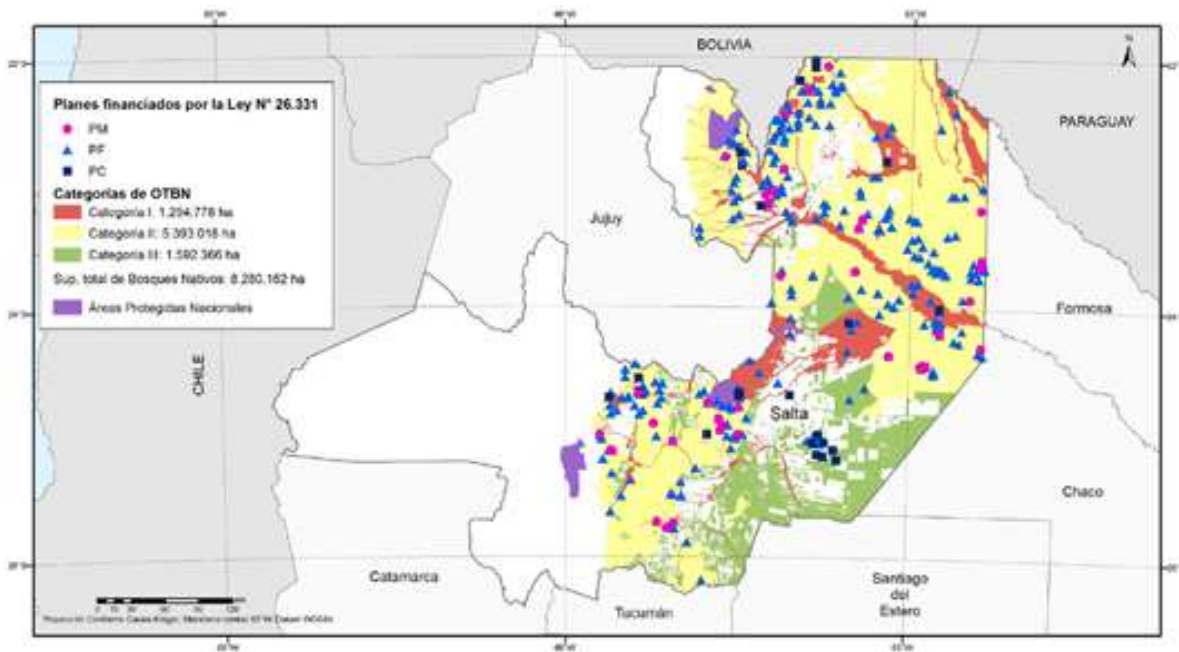 BOLIVIA
N
PARAGUAY
Planes financiados por la Ley N° 26.331
PM
PF
PC
Categorías de OTBN
Categoría I: 1.294.778 ha
Categoría II: 5.393.018 ha
Categoría III: 1.592.366 ha
Sup. total de Bosques Nativos: 8.280.162 ha
Áreas Protegidas Nacionales
Jujuy
Formosa
CHILE
Salta
Chaco
Catamarca
Santiago
del
Estero
Tucumán